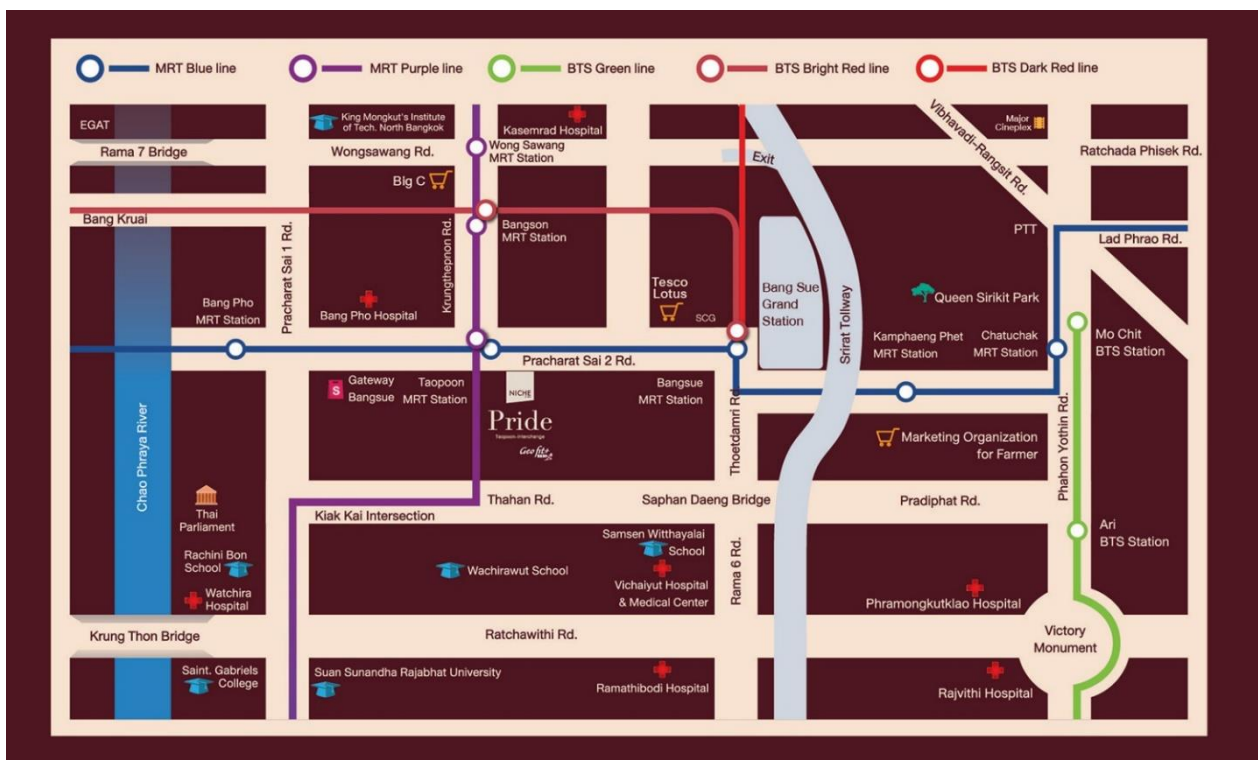 MRT Blue line
MRT Purple line
BTS Green line
BTS Bright Red line
BTS Dark Red line
EGAT
King Mongkut's Institute
of Tech. North Bangkok
Kasemrad Hospital
Major
Cineplex
Vibhavadi-Rangsit Rd.
Rama 7 Bridge
Wongsawang Rd.
Wong Sawang
MRT Station
Exit
Ratchada Phisek Rd.
Big C
Bang Kruai
Pracharat Sai 1 Rd.
Krungthepnon Rd.
Bangson
MRT Station
PTT
Lad Phrao Rd.
Bang Pho
MRT Station
Bang Pho Hospital
Tesco
Lotus
SCG
Bang Sue
Grand
Station
Srirat Tollway
Queen Sirikit Park
Kamphaeng Phet
MRT Station
Chatuchak
MRT Station
Mo Chit
BTS Station
Pracharat Sai 2 Rd.
S
Gateway
Bangsue
Taopoon
MRT Station
NICHE
Pride
Taopoon-Interchange
Bangsue
MRT Station
Thoetdamri Rd.
Marketing Organization
for Farmer
Phahon Yothin Rd.
Chao Phraya River
Thahan Rd.
Saphan Daeng Bridge
Pradiphat Rd.
Kiak Kai Intersection
Thai
Parliament
Rachini Bon
School
Watchira
Hospital
Samsen Witthayalai
School
Wachirawut School
Vichaiyut Hospital
& Medical Center
Rama 6 Rd.
Ari
BTS Station
Phramongkutklao Hospital
Krung Thon Bridge
Ratchawithi Rd.
Victory
Monument
Saint. Gabriels
College
Suan Sunandha Rajabhat University
Ramathibodi Hospital
Rajvithi Hospital